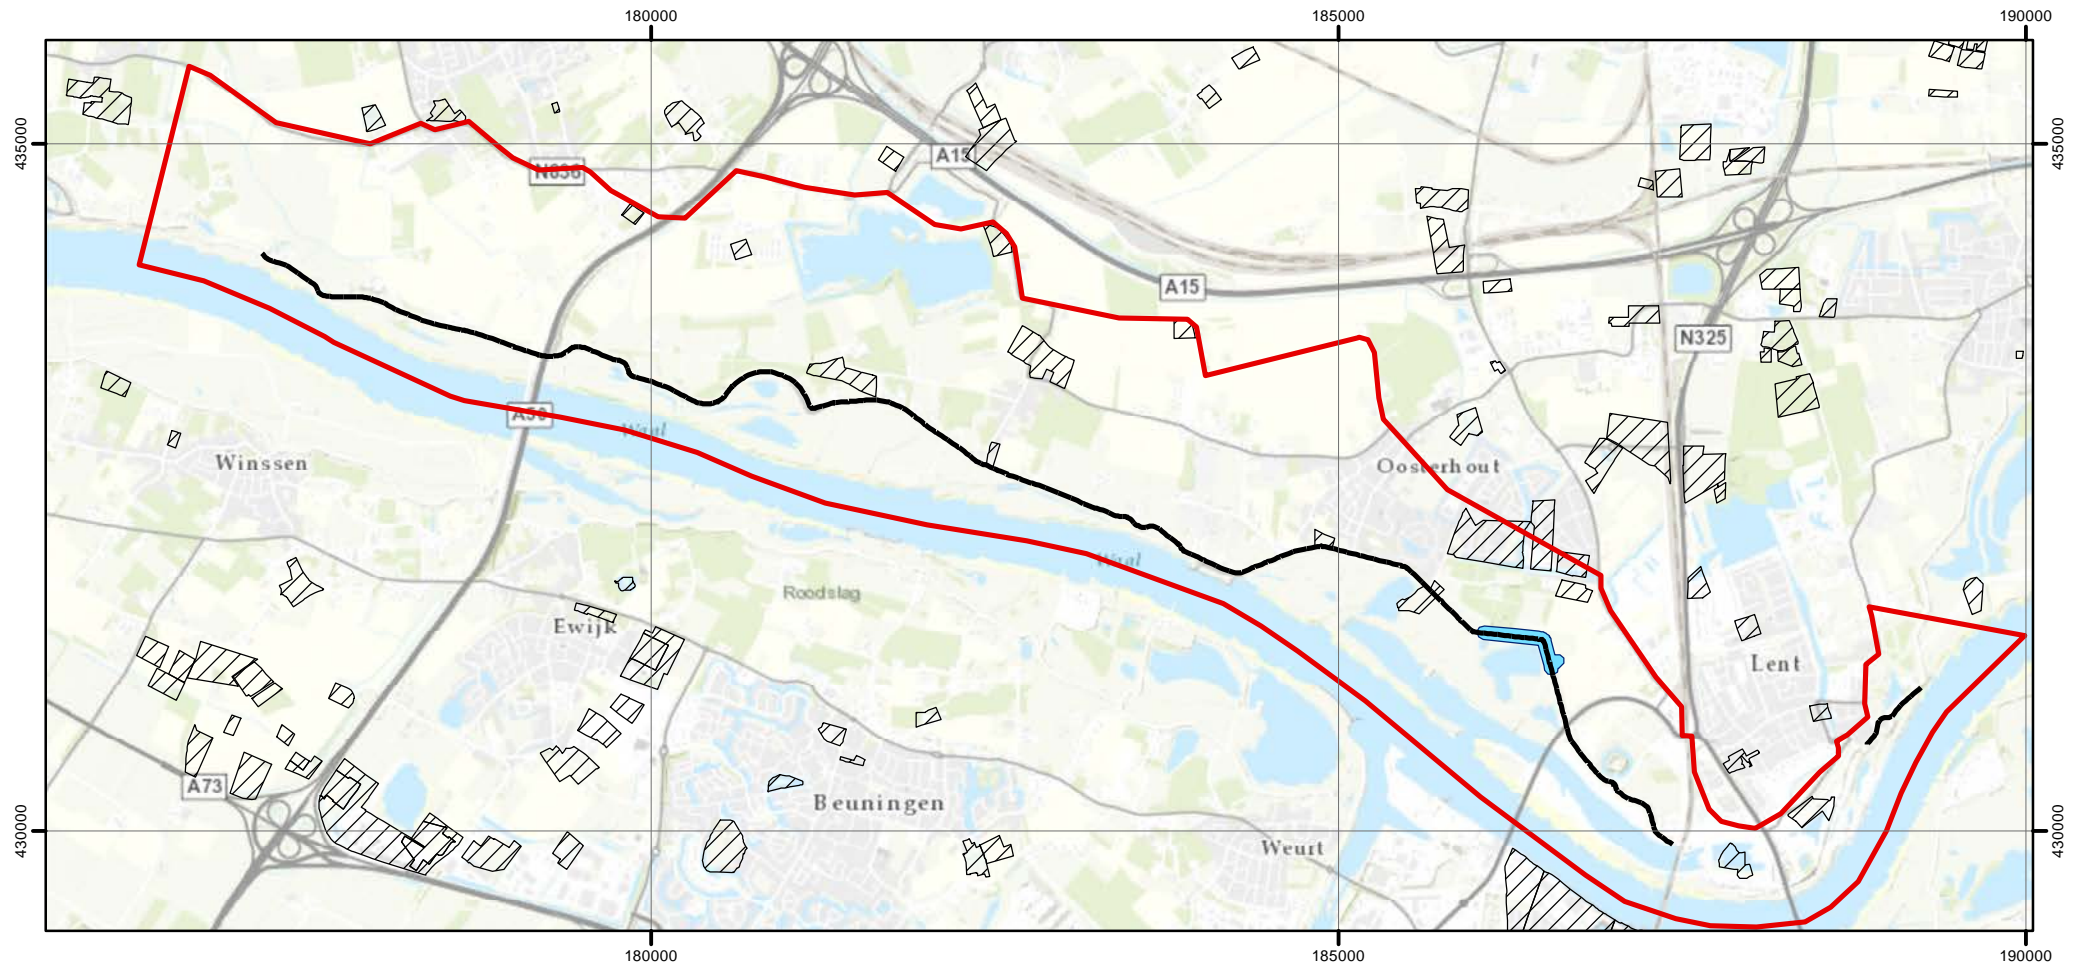 180000
185000
190000
435000
435000
A15
N836
A15
N325
A50
Waal
Winssen
Oosterhout
Waal
Roodslag
Ewijk
Lent
A73
Beuningen
430000
430000
Weurt
180000
185000
190000